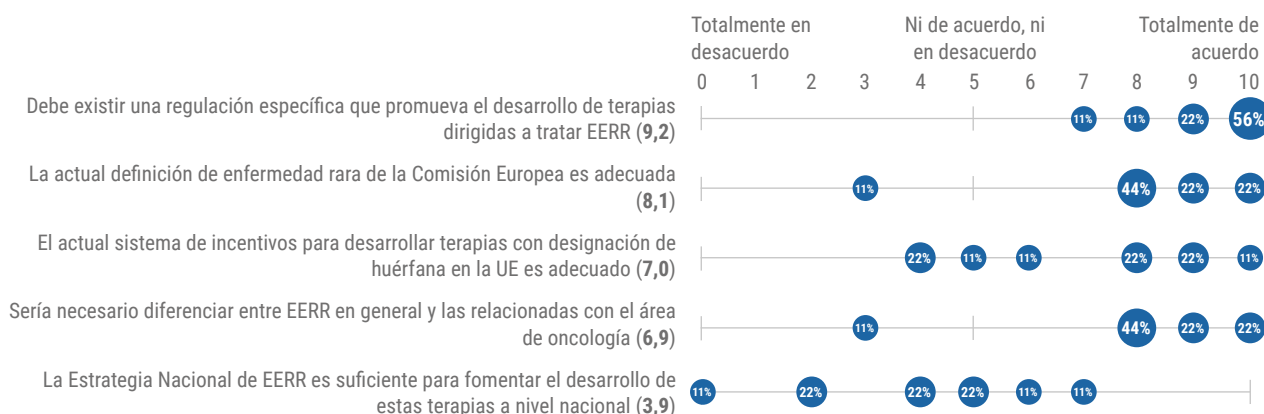 Totalmente en
desacuerdo
Ni de acuerdo, ni
en desacuerdo
Totalmente de
acuerdo
0 1 2 3 4 5 6 7 8 9 10
Debe existir una regulación específica que promueva el desarrollo de terapias
dirigidas a tratar EERR (9,2)
11% 11% 22% 56%
La actual definición de enfermedad rara de la Comisión Europea es adecuada
(8,1)
11% 44% 22% 22%
El actual sistema de incentivos para desarrollar terapias con designación de
huérfana en la UE es adecuado (7,0)
22% 11% 11% 22% 22% 11%
Sería necesario diferenciar entre EERR en general y las relacionadas con el área
de oncología (6,9)
11% 44% 22% 22%
La Estrategia Nacional de EERR es suficiente para fomentar el desarrollo de
estas terapias a nivel nacional (3,9)
11% 22% 22% 22% 11% 11%